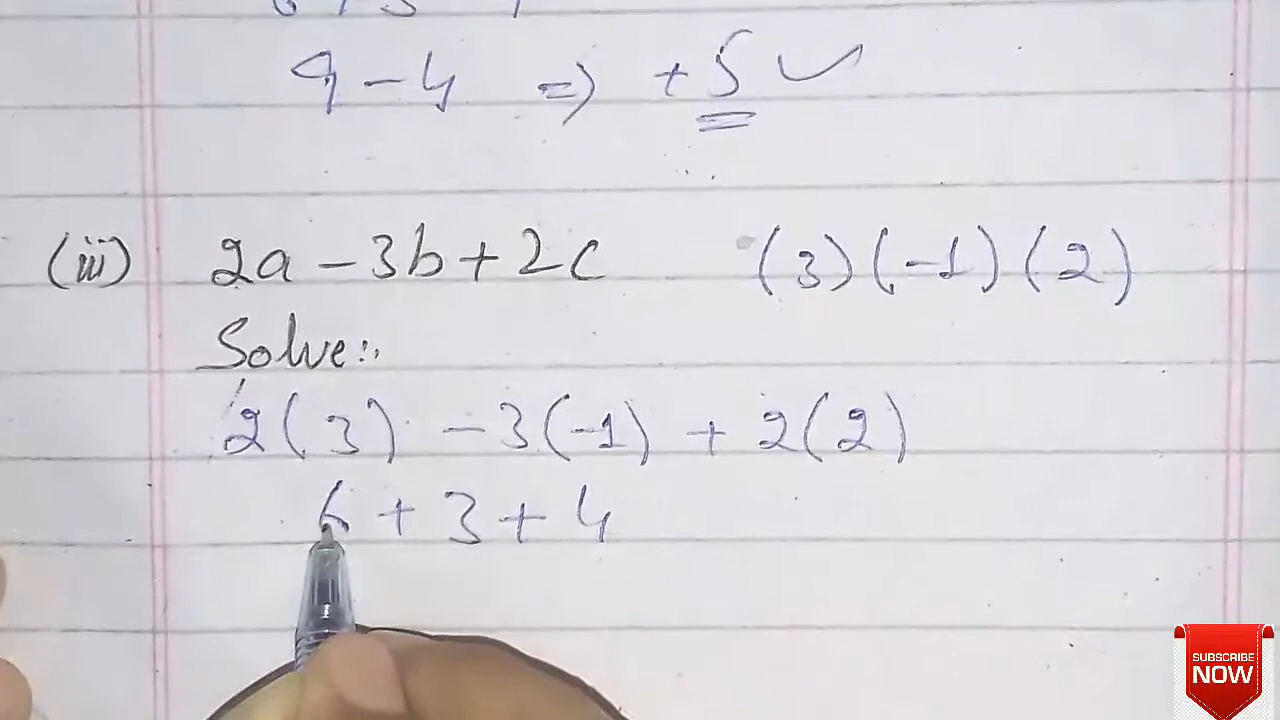 9 - 4 ⇒ +5
(iii) 2a - 3b + 2c (3)(-1)(2)
Solve:.
2(3) - 3(-1) + 2(2)
6 + 3 + 4
SUBSCRIBE
NOW